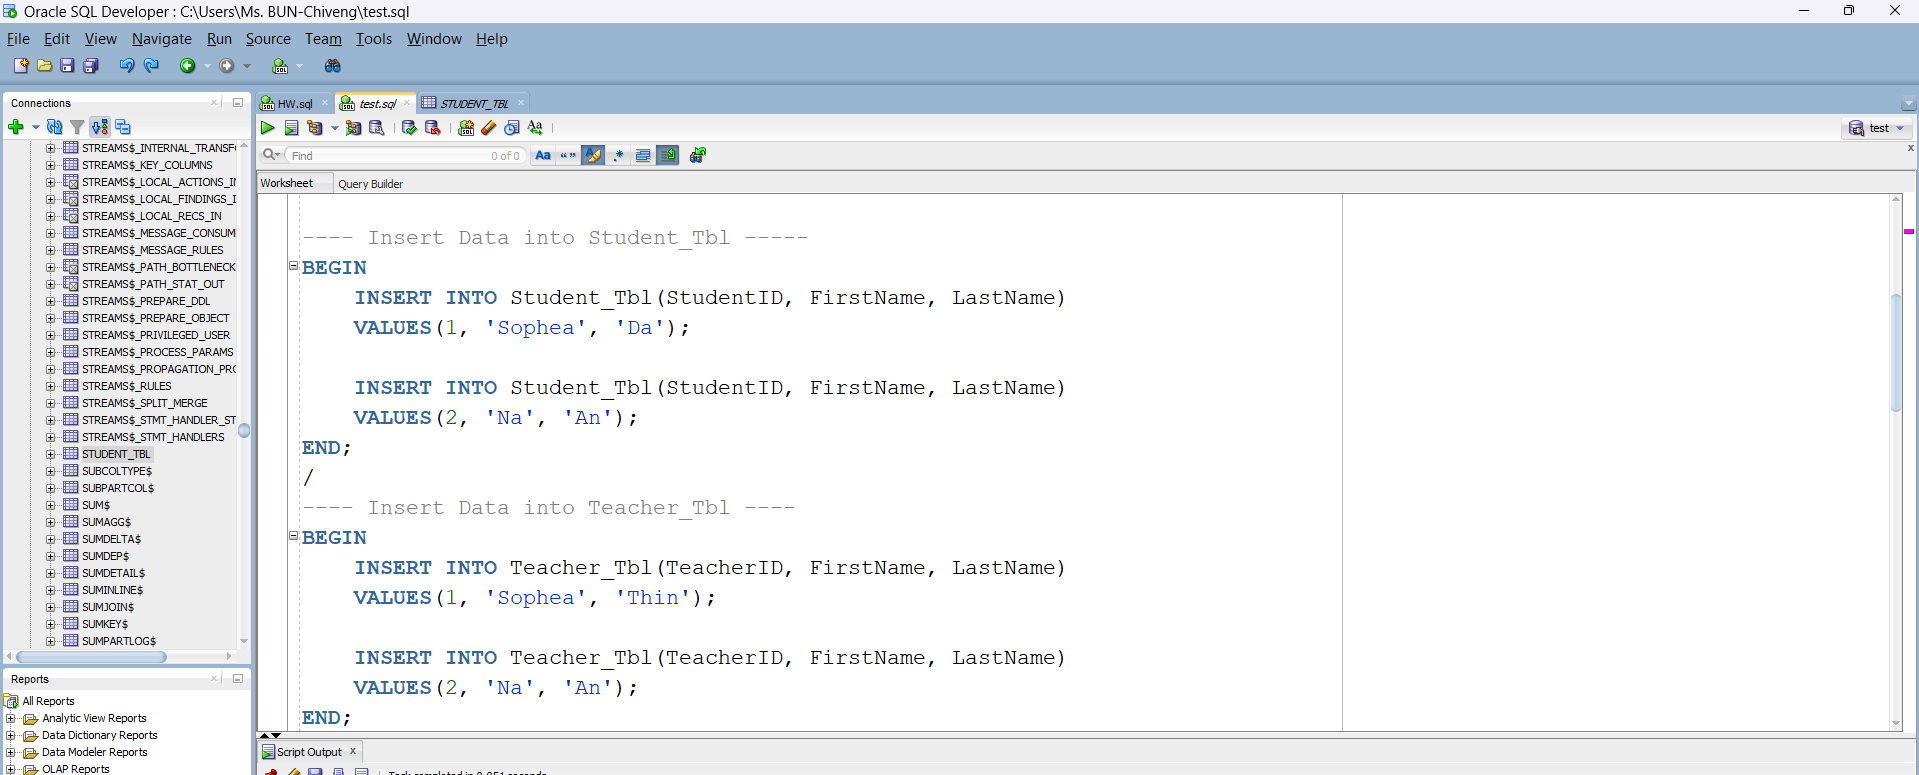 Oracle SQL Developer : C:\Users\Ms. BUN-Chiveng\test.sql
File Edit View Navigate Run Source Team Tools Window Help
Connections
STREAMS$_INTERNAL_TRANSF
STREAMS$_KEY_COLUMNS
STREAMS$_LOCAL_ACTIONS_I
STREAMS$_LOCAL_FINDINGS_I
STREAMS$_LOCAL_RECS_IN
STREAMS$_MESSAGE_CONSUM
STREAMS$_MESSAGE_RULES
STREAMS$_PATH_BOTTLENECK
STREAMS$_PATH_STAT_OUT
STREAMS$_PREPARE_DDL
STREAMS$_PREPARE_OBJECT
STREAMS$_PRIVILEGED_USER
STREAMS$_PROCESS_PARAMS
STREAMS$_PROPAGATION_PRO
STREAMS$_RULES
STREAMS$_SPLIT_MERGE
STREAMS$_STMT_HANDLER_ST
STREAMS$_STMT_HANDLERS
STUDENT_TBL
SUBCOLTYPE$
SUBPARTCOL$
SUM$
SUMAGG$
SUMDELTA$
SUMDEP$
SUMDETAIL$
SUMINLINE$
SUMJOIN$
SUMKEY$
SUMPARTLOG$
Reports
All Reports
Analytic View Reports
Data Dictionary Reports
Data Modeler Reports
OLAP Reports
HW.sql test.sql STUDENT_TBL
test
Find 0 of 0 Aa “” .*
Worksheet Query Builder
---- Insert Data into Student_Tbl -----
BEGIN
INSERT INTO Student_Tbl(StudentID, FirstName, LastName)
VALUES(1, 'Sophea', 'Da');
INSERT INTO Student_Tbl(StudentID, FirstName, LastName)
VALUES(2, 'Na', 'An');
END;
/
---- Insert Data into Teacher_Tbl ----
BEGIN
INSERT INTO Teacher_Tbl(TeacherID, FirstName, LastName)
VALUES(1, 'Sophea', 'Thin');
INSERT INTO Teacher_Tbl(TeacherID, FirstName, LastName)
VALUES(2, 'Na', 'An');
END;
Script Output
Task completed in 0.051 seconds